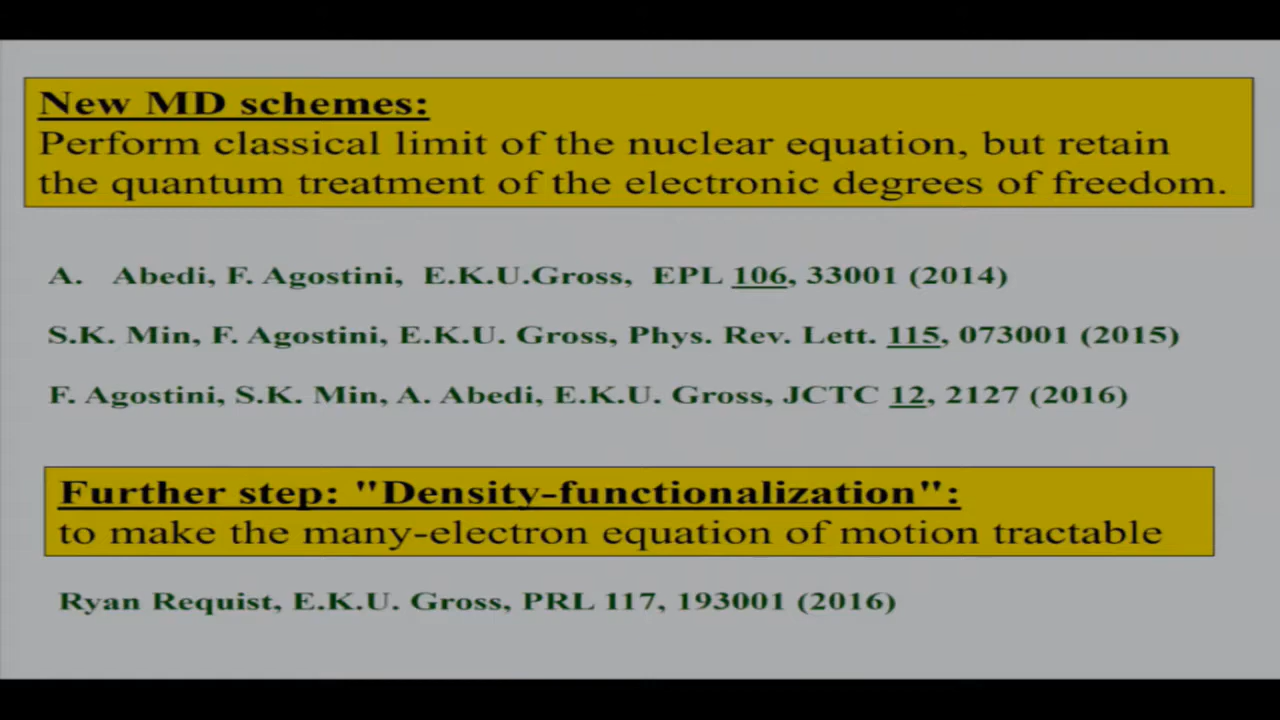 New MD schemes:
Perform classical limit of the nuclear equation, but retain
the quantum treatment of the electronic degrees of freedom.
A. Abedi, F. Agostini, E.K.U.Gross, EPL 106, 33001 (2014)
S.K. Min, F. Agostini, E.K.U. Gross, Phys. Rev. Lett. 115, 073001 (2015)
F. Agostini, S.K. Min, A. Abedi, E.K.U. Gross, JCTC 12, 2127 (2016)
Further step: "Density-functionalization":
to make the many-electron equation of motion tractable
Ryan Requist, E.K.U. Gross, PRL 117, 193001 (2016)